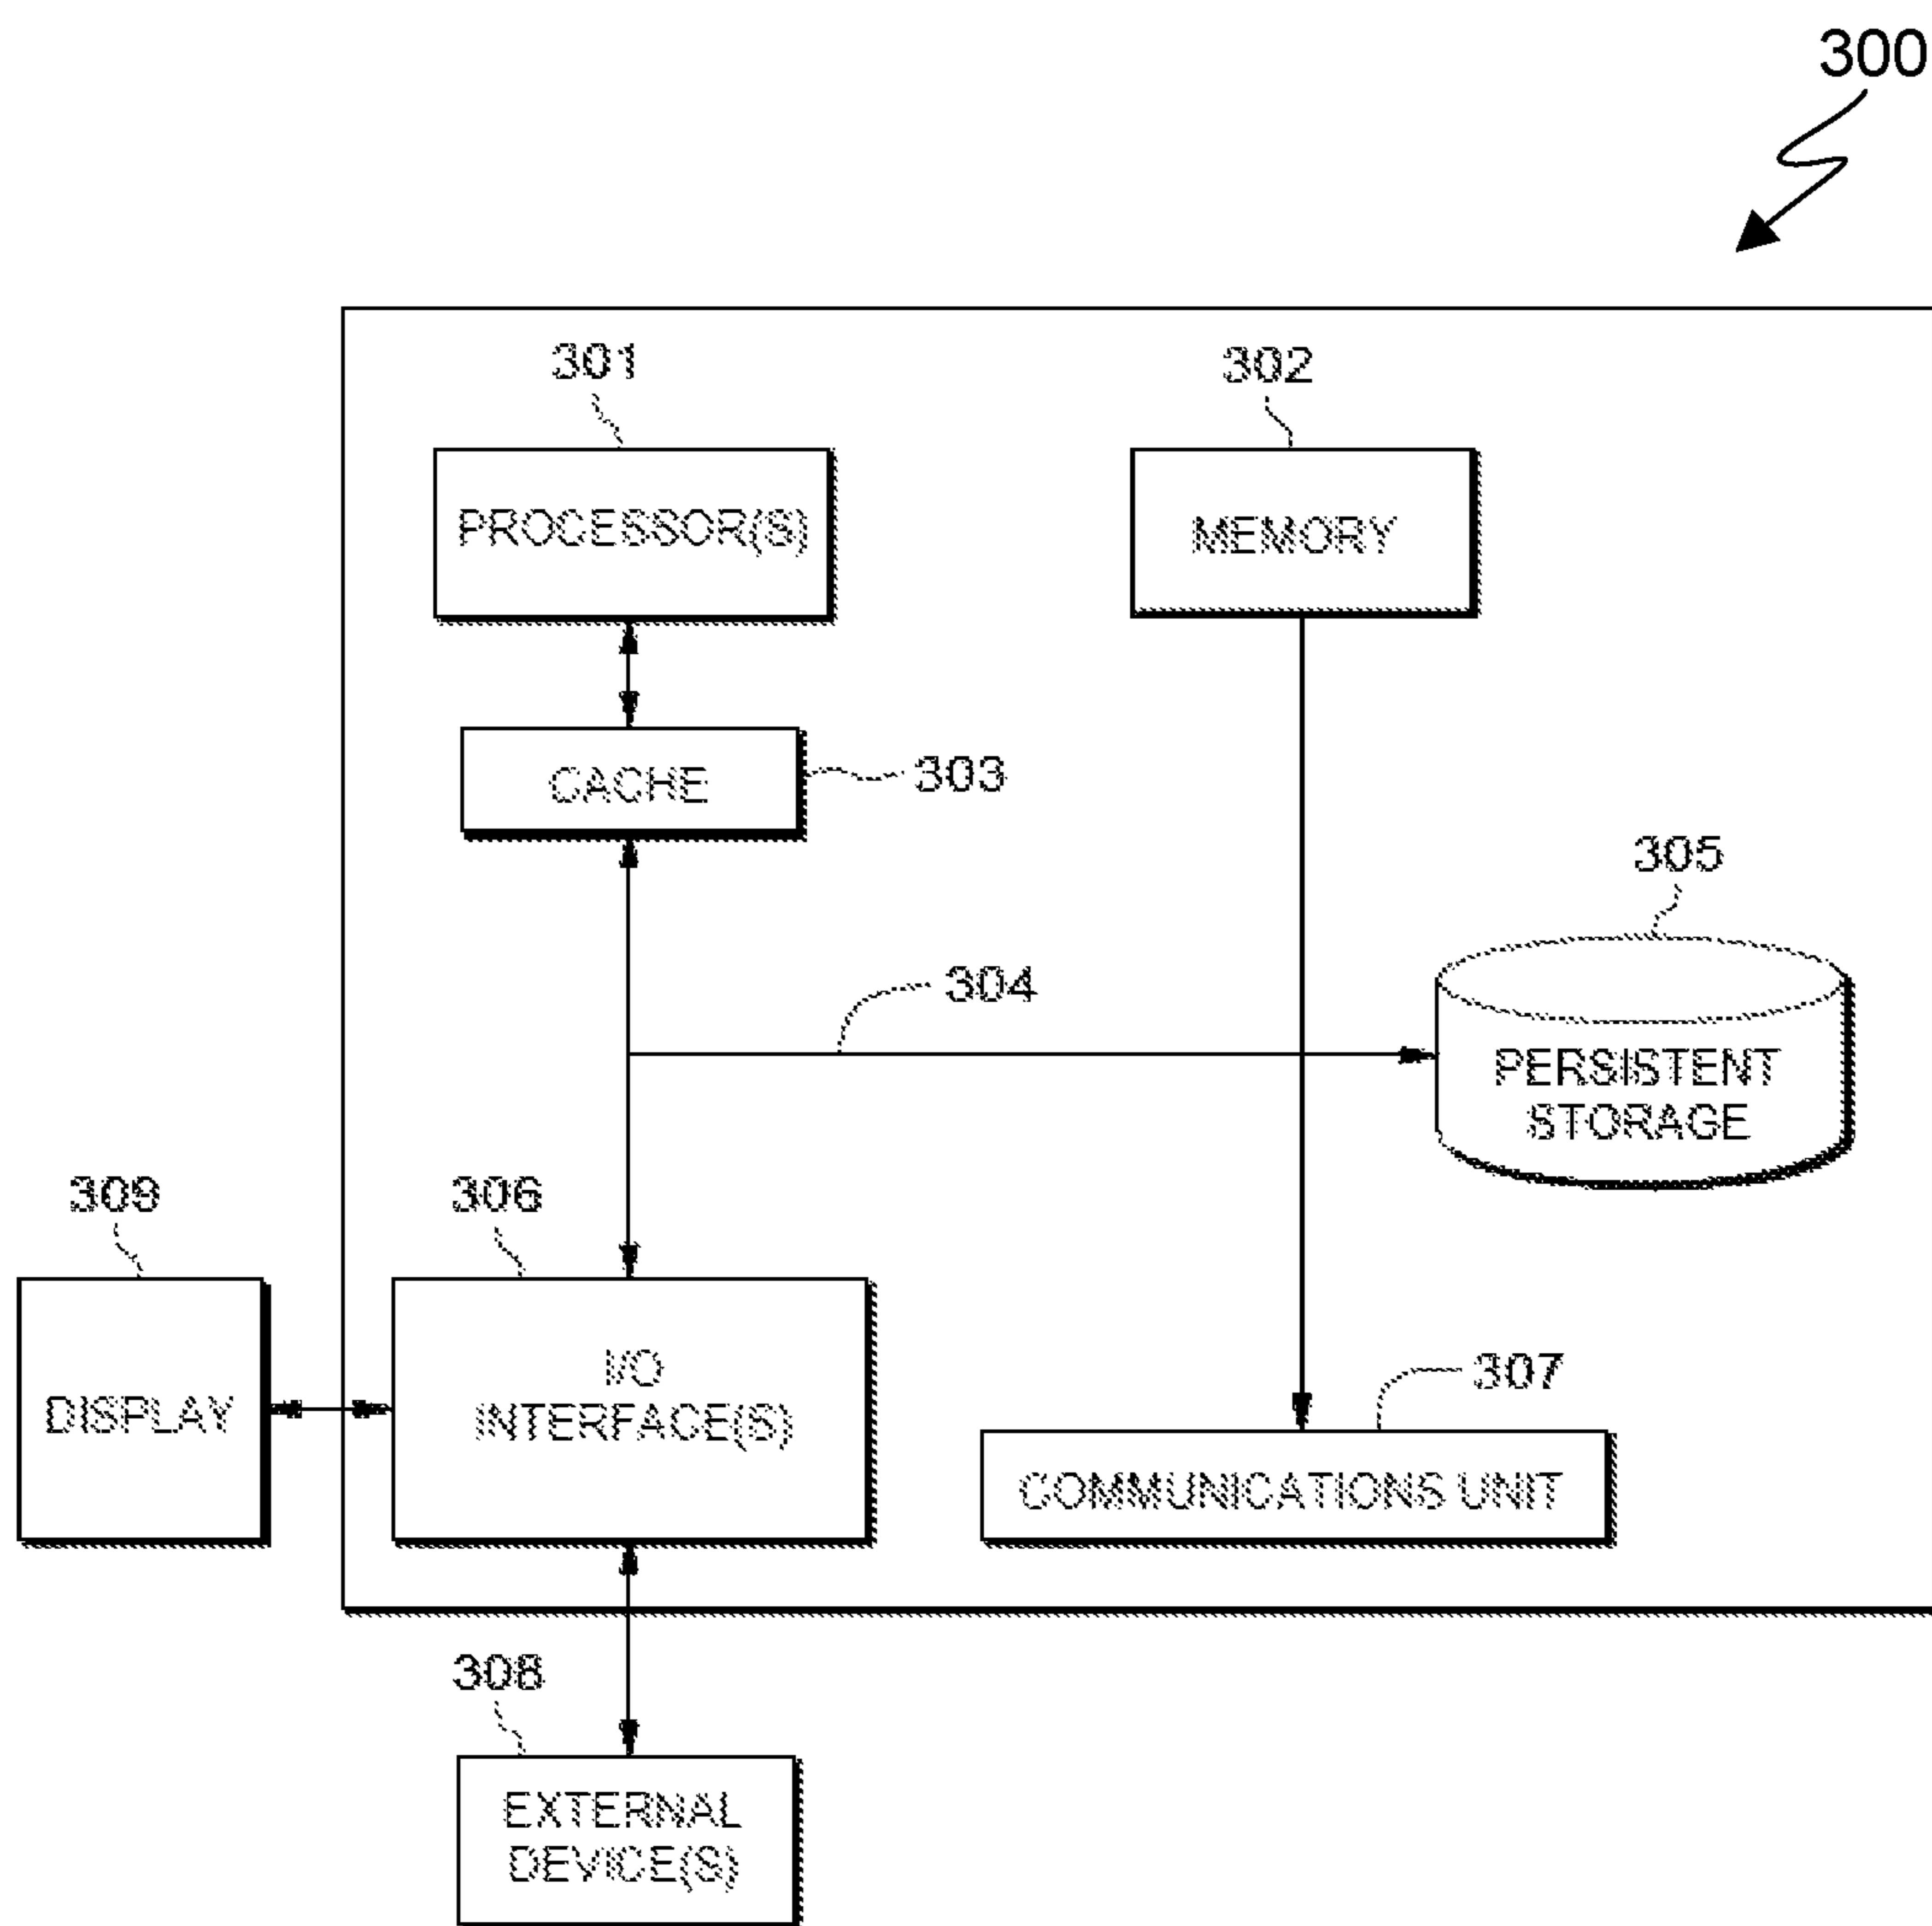 300
301
302
PROCESSOR(S)
MEMORY
CACHE
303
305
304
PERSISTENT
STORAGE
309
306
I/O
INTERFACE(S)
DISPLAY
307
COMMUNICATIONS UNIT
308
EXTERNAL
DEVICE(S)